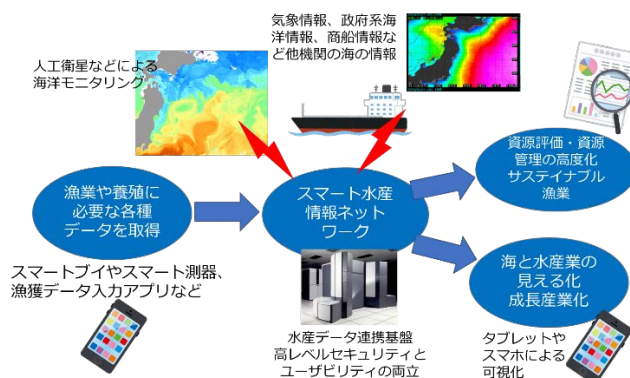 気象情報、政府系海
洋情報、商船情報な
ど他機関の海の情報
人工衛星などによる
海洋モニタリング
漁業や養殖に
必要な各種
データを取得
スマートブイやスマート測器、
漁獲データ入力アプリなど
スマート水産
情報ネット
ワーク
水産データ連携基盤
高レベルセキュリティと
ユーザビリティの両立
資源評価・資源
管理の高度化
サステイナブル
漁業
海と水産業の
見える化
成長産業化
タブレットや
スマホによる
可視化